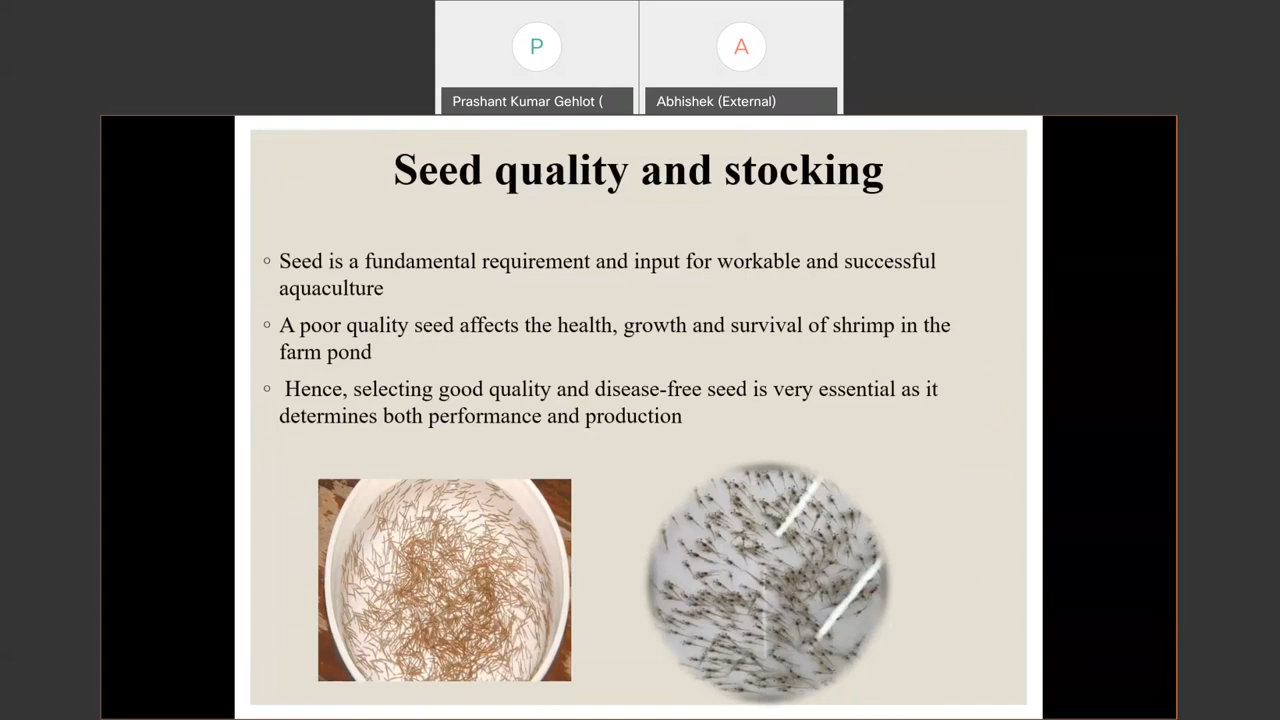 P
A
Prashant Kumar Gehlot (
Abhishek (External)
Seed quality and stocking
◦ Seed is a fundamental requirement and input for workable and successful
aquaculture
◦ A poor quality seed affects the health, growth and survival of shrimp in the
farm pond
◦ Hence, selecting good quality and disease-free seed is very essential as it
determines both performance and production